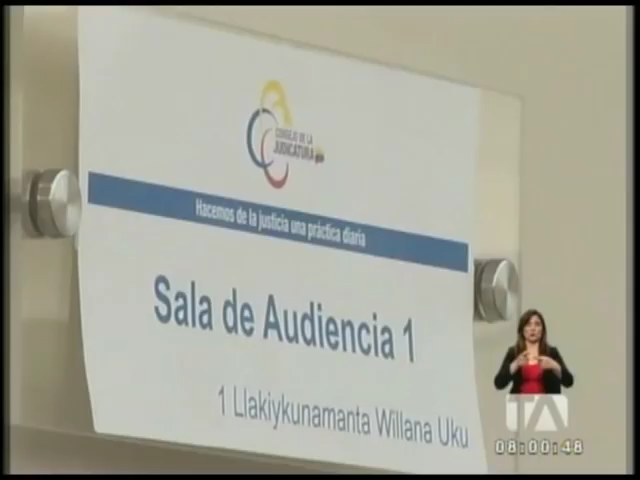 CONSEJO DE LA
JUDICATURA
Hacemos de la justicia una práctica diaria
Sala de Audiencia 1
1 Llakiykunamanta Willana Uku
TA
08:00:48